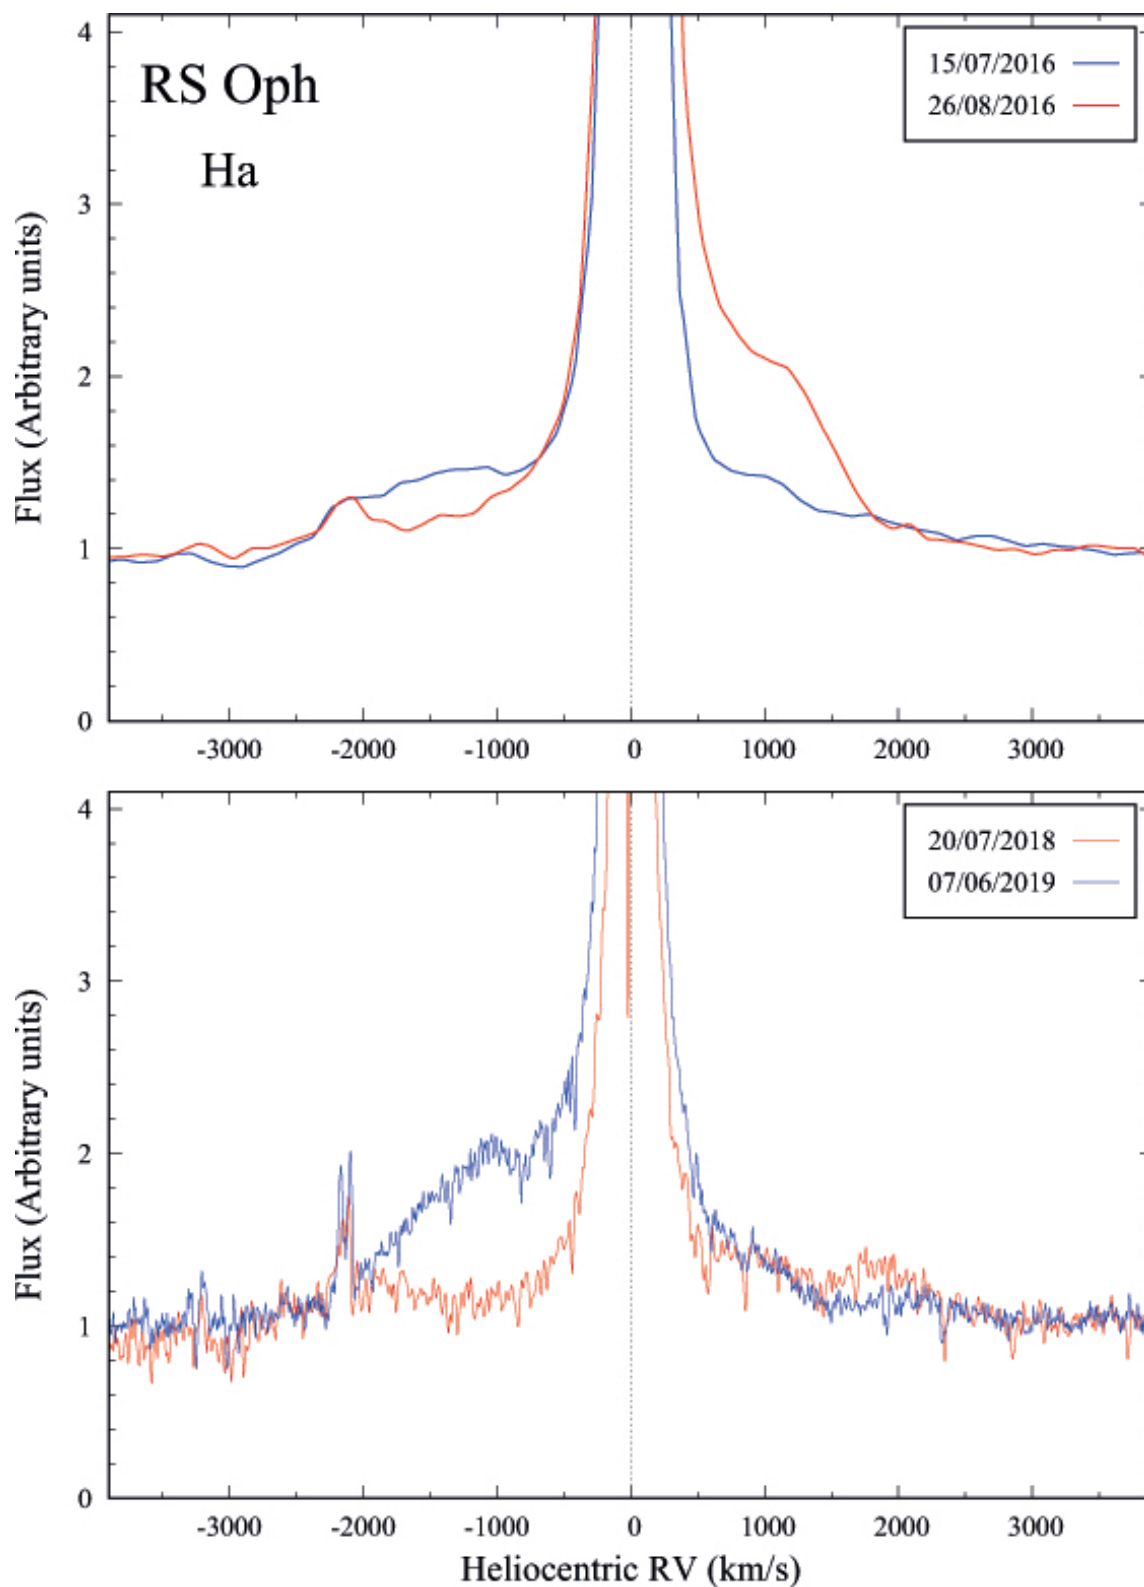 RS Oph
Ha
15/07/2016
26/08/2016
Flux (Arbitrary units)
4
3
2
1
0
-3000 -2000 -1000 0 1000 2000 3000
20/07/2018
07/06/2019
Flux (Arbitrary units)
4
3
2
1
0
-3000 -2000 -1000 0 1000 2000 3000
Heliocentric RV (km/s)